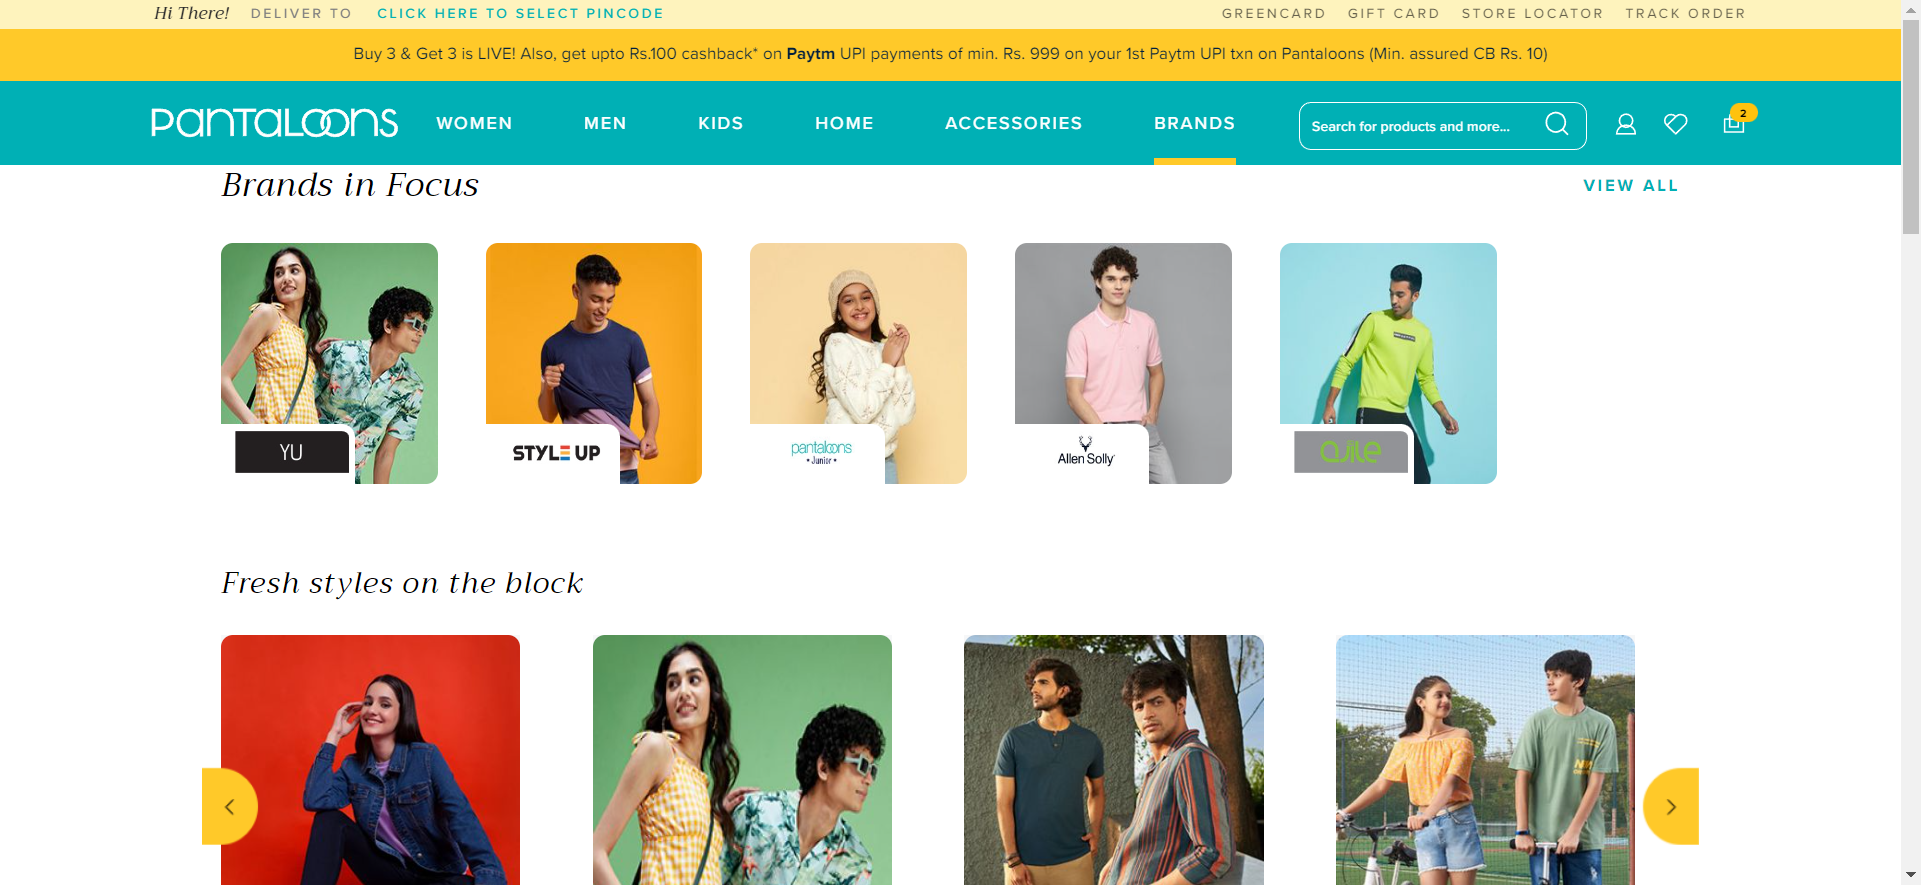 Hi There! DELIVER TO CLICK HERE TO SELECT PINCODE GREENCARD GIFT CARD STORE LOCATOR TRACK ORDER
Buy 3 & Get 3 is LIVE! Also, get upto Rs.100 cashback* on Paytm UPI payments of min. Rs. 999 on your 1st Paytm UPI txn on Pantaloons (Min. assured CB Rs. 10)
PANTALOONS WOMEN MEN KIDS HOME ACCESSORIES BRANDS Search for products and more... 2
Brands in Focus VIEW ALL
YU
STYLE UP
pantaloons
• Junior •
Allen Solly
ajile
Fresh styles on the block